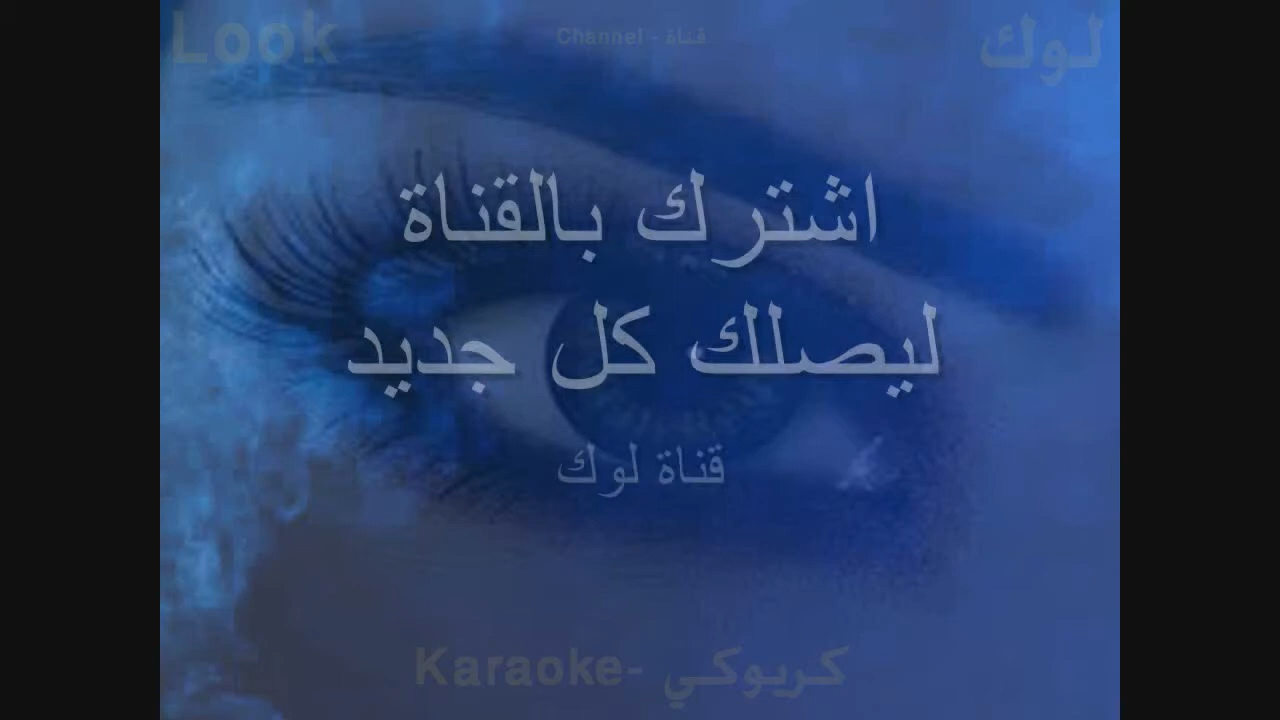 Look
Channel - قناة
لوك
اشترك بالقناة
ليصلك كل جديد
قناة لوك
Karaoke- كريوكي